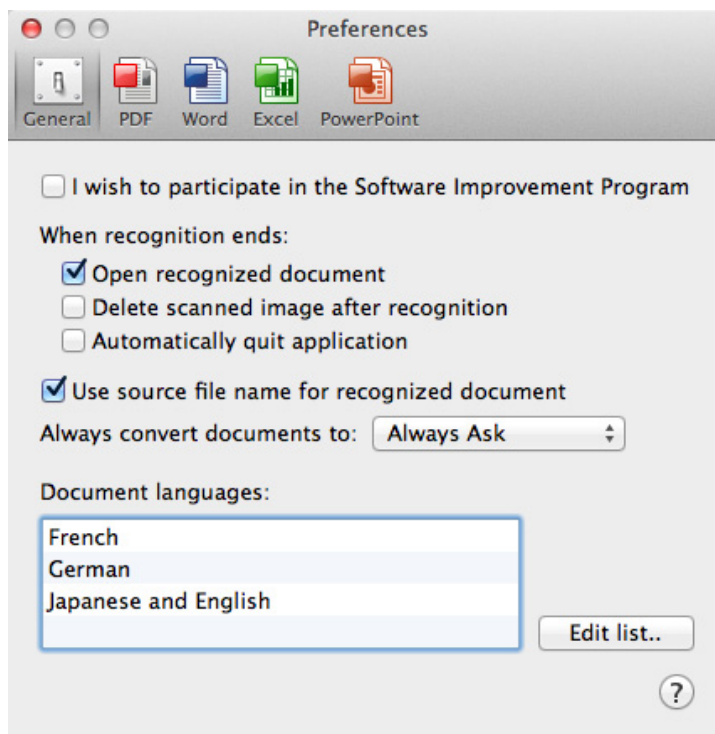 Preferences
General PDF Word Excel PowerPoint
I wish to participate in the Software Improvement Program
When recognition ends:
Open recognized document
Delete scanned image after recognition
Automatically quit application
Use source file name for recognized document
Always convert documents to: Always Ask
Document languages:
French
German
Japanese and English
Edit list..
?